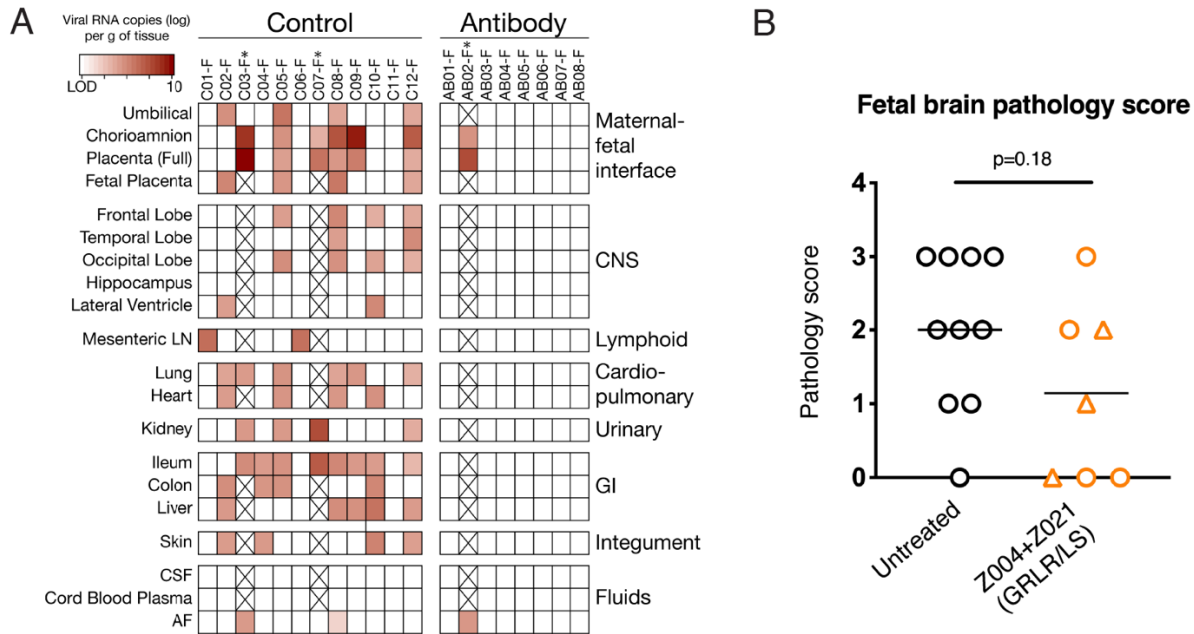 A
Viral RNA copies (log)
per g of tissue
LOD
10
Control
Antibody
C01-F
C02-F
C03-F*
C04-F
C05-F
C06-F
C07-F*
C08-F
C09-F
C10-F
C11-F
C12-F
AB01-F
AB02-F*
AB03-F
AB04-F
AB05-F
AB06-F
AB07-F
AB08-F
Umbilical
Chorioamnion
Placenta (Full)
Fetal Placenta
Maternal-
fetal
interface
Frontal Lobe
Temporal Lobe
Occipital Lobe
Hippocampus
Lateral Ventricle
CNS
Mesenteric LN
Lymphoid
Lung
Heart
Cardio-
pulmonary
Kidney
Urinary
Ileum
Colon
Liver
GI
Skin
Integument
CSF
Cord Blood Plasma
AF
Fluids
B
Fetal brain pathology score
p=0.18
Pathology score
4
3
2
1
0
Untreated
Z004+Z021
(GRLR/LS)